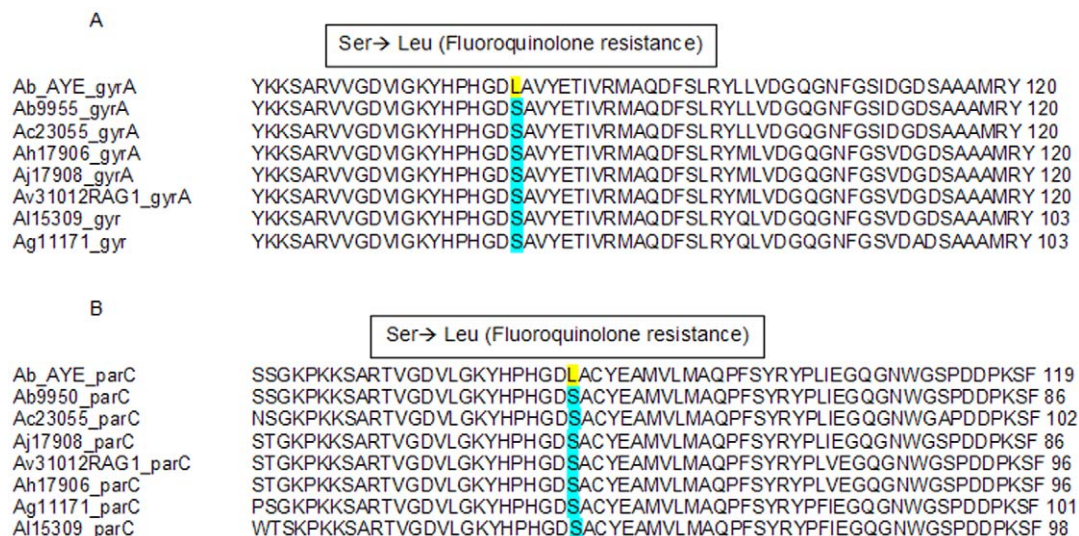 A
Ser→ Leu (Fluoroquinolone resistance)
Ab_AYE_gyrA YKKSARVVGDVIGKYHPHGDLAVYETIVRMAQDFSLRYLLVDGQGNFGSIDGDSAAAMRY 120
Ab9955_gyrA YKKSARVVGDVIGKYHPHGDSAVYETIVRMAQDFSLRYLLVDGQGNFGSIDGDSAAAMRY 120
Ac23055_gyrA YKKSARVVGDVIGKYHPHGDSAVYETIVRMAQDFSLRYLLVDGQGNFGSIDGDSAAAMRY 120
Ah17906_gyrA YKKSARVVGDVIGKYHPHGDSAVYETIVRMAQDFSLRYMLVDGQGNFGSVDGDSAAAMRY 120
Aj17908_gyrA YKKSARVVGDVIGKYHPHGDSAVYETIVRMAQDFSLRYMLVDGQGNFGSVDGDSAAAMRY 120
Av31012RAG1_gyrA YKKSARVVGDVIGKYHPHGDSAVYETIVRMAQDFSLRYMLVDGQGNFGSVDGDSAAAMRY 120
Al15309_gyr YKKSARVVGDVIGKYHPHGDSAVYETIVRMAQDFSLRYQLVDGQGNFGSVDGDSAAAMRY 103
Ag11171_gyr YKKSARVVGDVIGKYHPHGDSAVYETIVRMAQDFSLRYQLVDGQGNFGSVDADSAAAMRY 103
B
Ser→ Leu (Fluoroquinolone resistance)
Ab_AYE_parC SSGKPKKSARTVGDVLGKYHPHGDLACYEAMVLMAQPFSYRYPLIEGQGNWGSPDDPKSF 119
Ab9950_parC SSGKPKKSARTVGDVLGKYHPHGDSACYEAMVLMAQPFSYRYPLIEGQGNWGSPDDPKSF 86
Ac23055_parC NSGKPKKSARTVGDVLGKYHPHGDSACYEAMVLMAQPFSYRYPLIEGQGNWGAPDDPKSF 102
Aj17908_parC STGKPKKSARTVGDVLGKYHPHGDSACYEAMVLMAQPFSYRYPLIEGQGNWGSPDDPKSF 86
Av31012RAG1_parC STGKPKKSARTVGDVLGKYHPHGDSACYEAMVLMAQPFSYRYPLVEGQGNWGSPDDPKSF 96
Ah17906_parC STGKPKKSARTVGDVLGKYHPHGDSACYEAMVLMAQPFSYRYPLVEGQGNWGSPDDPKSF 96
Ag11171_parC PSGKPKKSARTVGDVLGKYHPHGDSACYEAMVLMAQPFSYRYPFIEGQGNWGSPDDPKSF 101
Al15309_parC WTSKPKKSARTVGDVLGKYHPHGDSACYEAMVLMAQPFSYRYPFIEGQGNWGSPDDPKSF 98